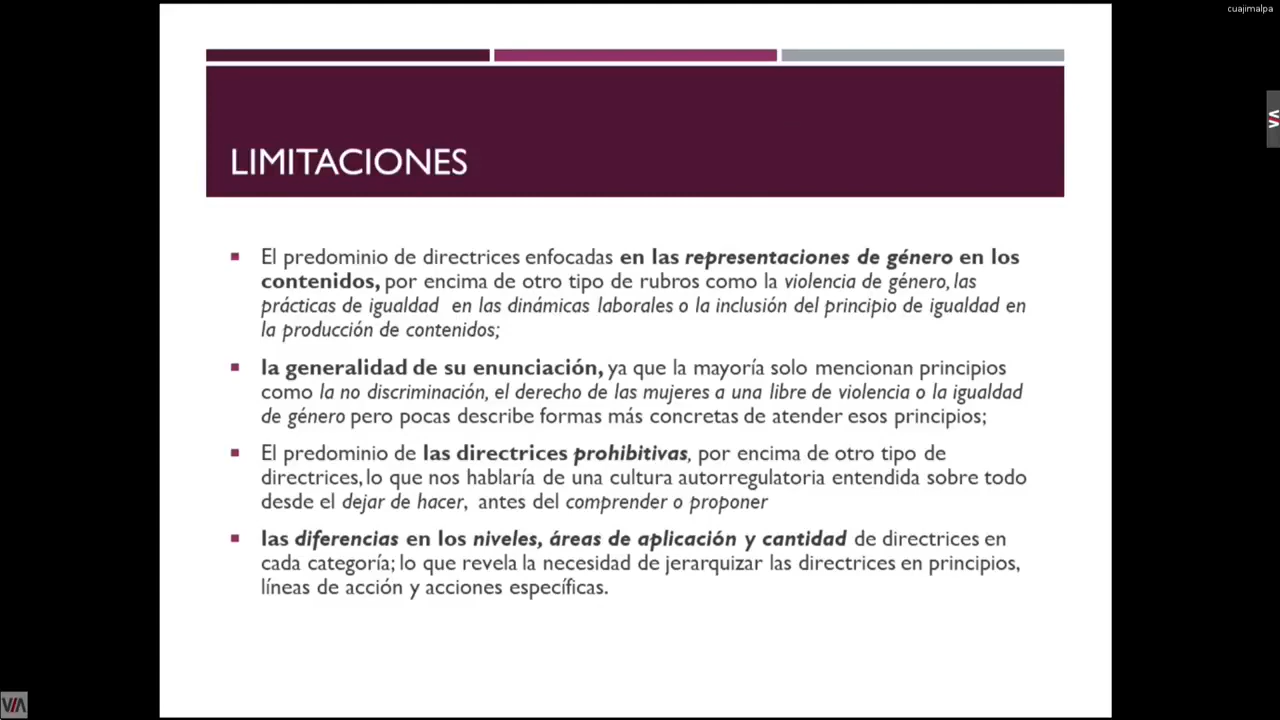 cuajimalpa
LIMITACIONES
El predominio de directrices enfocadas en las representaciones de género en los
contenidos, por encima de otro tipo de rubros como la violencia de género, las
prácticas de igualdad en las dinámicas laborales o la inclusión del principio de igualdad en
la producción de contenidos;
la generalidad de su enunciación, ya que la mayoría solo mencionan principios
como la no discriminación, el derecho de las mujeres a una libre de violencia o la igualdad
de género pero pocas describe formas más concretas de atender esos principios;
El predominio de las directrices prohibitivas, por encima de otro tipo de
directrices, lo que nos hablaría de una cultura autorregulatoria entendida sobre todo
desde el dejar de hacer, antes del comprender o proponer
las diferencias en los niveles, áreas de aplicación y cantidad de directrices en
cada categoría; lo que revela la necesidad de jerarquizar las directrices en principios,
líneas de acción y acciones específicas.